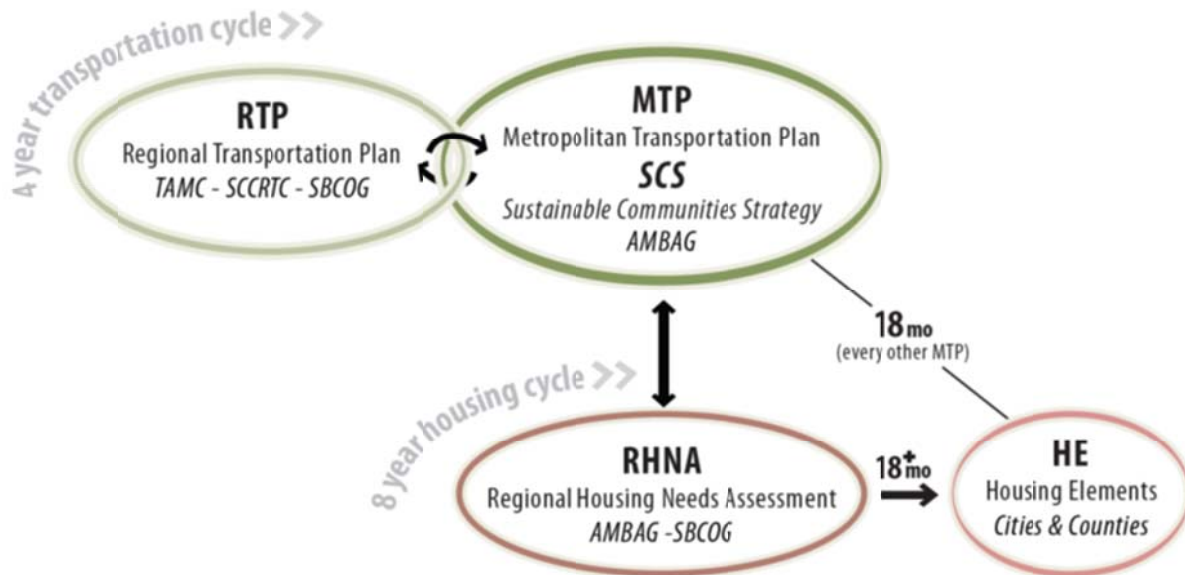 4 year transportation cycle >>
RTP
Regional Transportation Plan
TAMC - SCCRTC - SBCOG
MTP
Metropolitan Transportation Plan
SCS
Sustainable Communities Strategy
AMBAG
18 mo
(every other MTP)
8 year housing cycle >>
RHNA
Regional Housing Needs Assessment
AMBAG -SBCOG
18+ mo
HE
Housing Elements
Cities & Counties